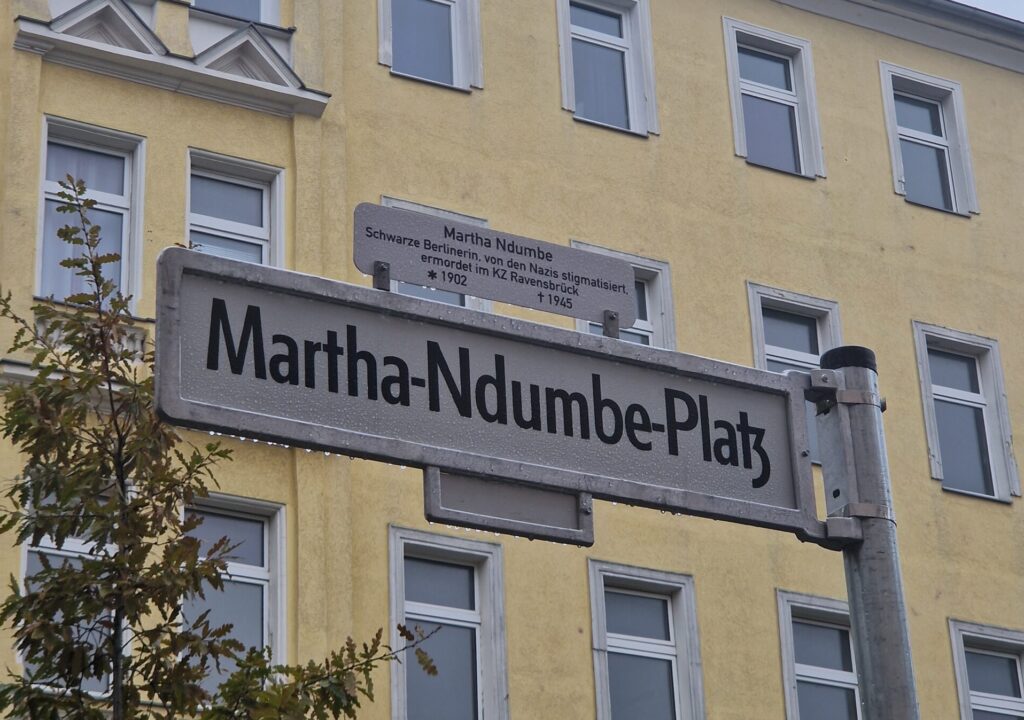 Martha Ndumbe
Schwarze Berlinerin, von den Nazis stigmatisiert,
ermordet im KZ Ravensbrück
✱ 1902 † 1945
Martha-Ndumbe-Platz